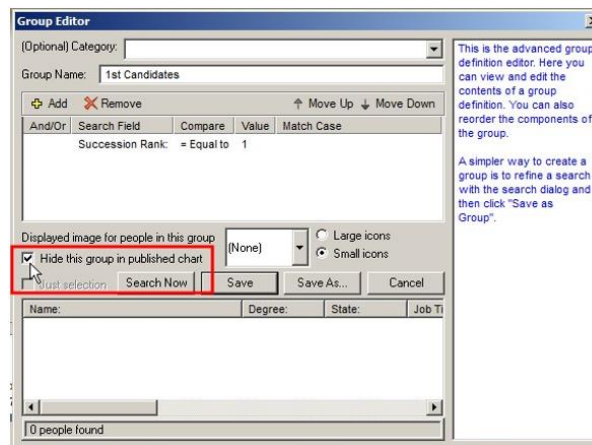 Group Editor
(Optional) Category:
Group Name: 1st Candidates
Add Remove Move Up Move Down
And/Or Search Field Compare Value Match Case
Succession Rank: = Equal to 1
Displayed image for people in this group (None) Large icons
Small icons
Hide this group in published chart
Just selection Search Now Save Save As... Cancel
Name: Degree: State: Job Ti
0 people found
This is the advanced group
definition editor. Here you
can view and edit the
contents of a group
definition. You can also
reorder the components of
the group.
A simpler way to create a
group is to refine a search
with the search dialog and
then click "Save as
Group".